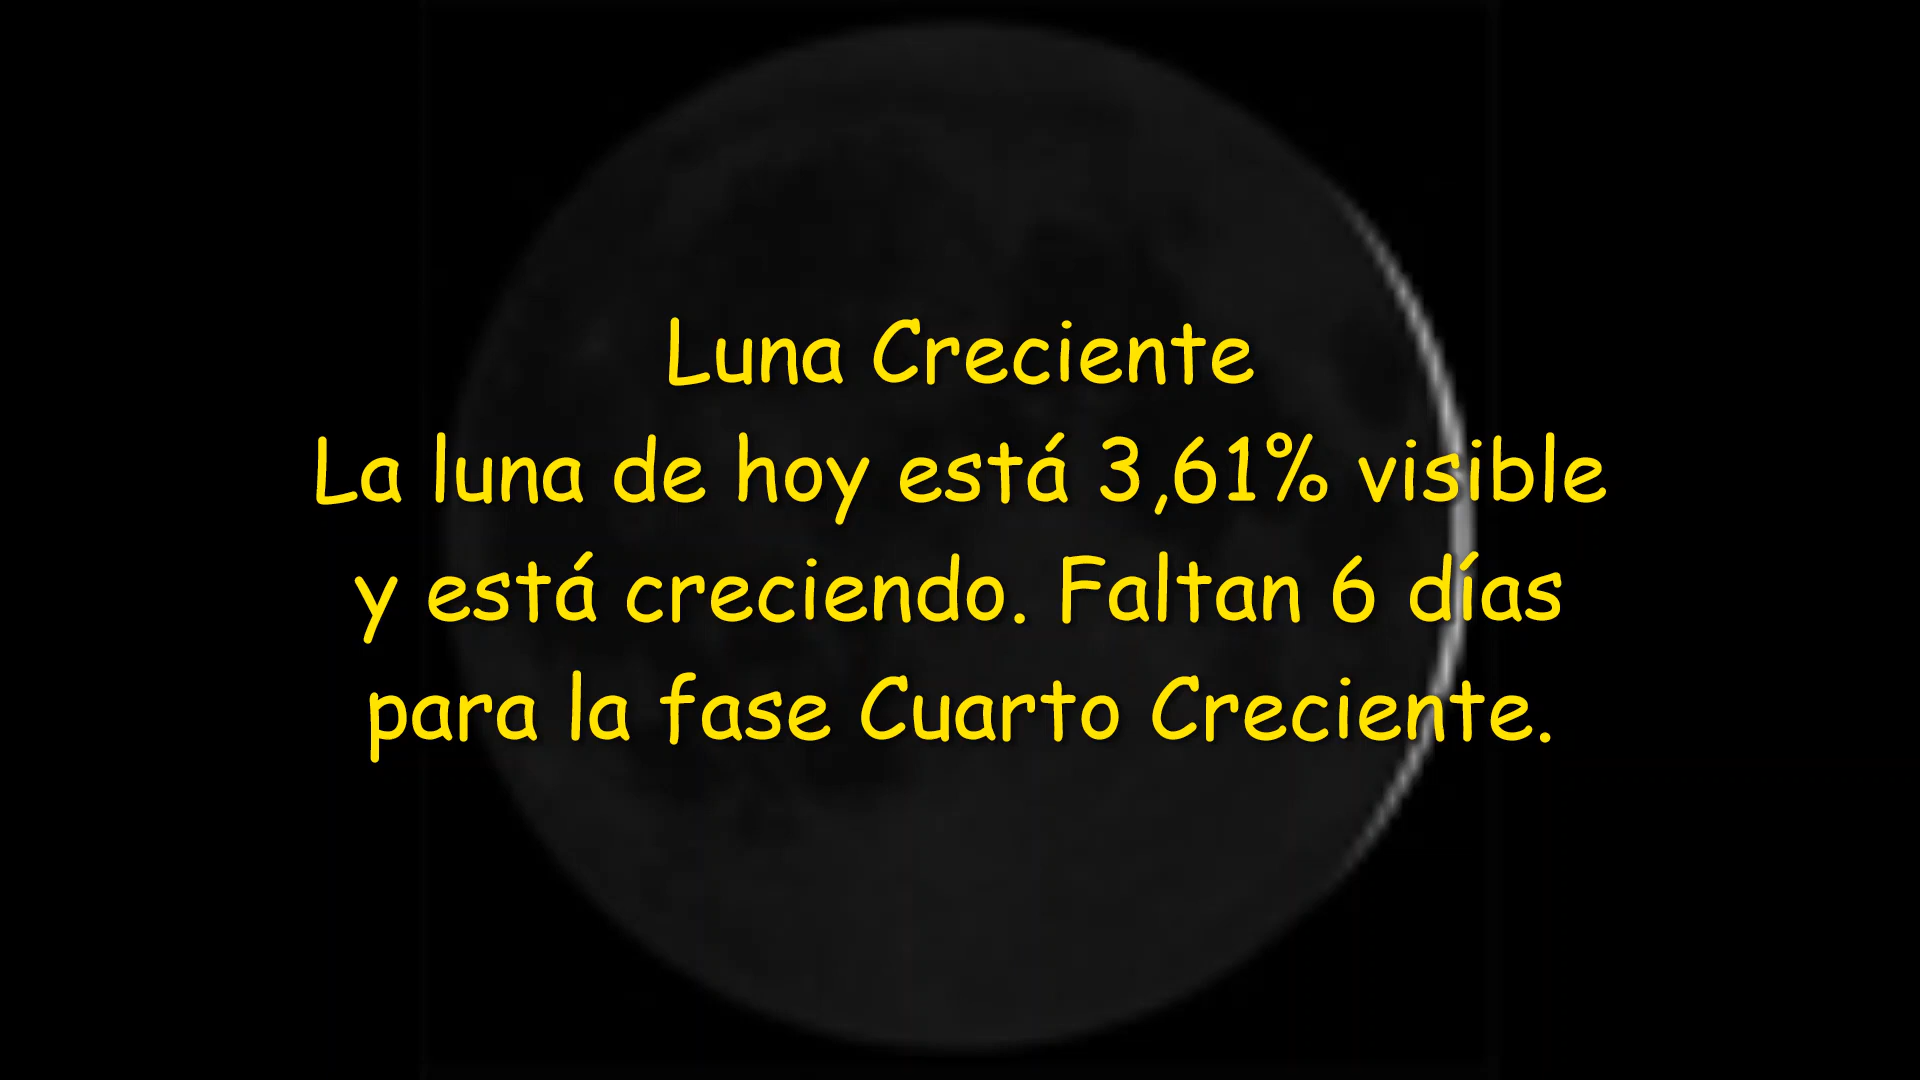 Luna Creciente
La luna de hoy está 3,61% visible
y está creciendo. Faltan 6 días
para la fase Cuarto Creciente.